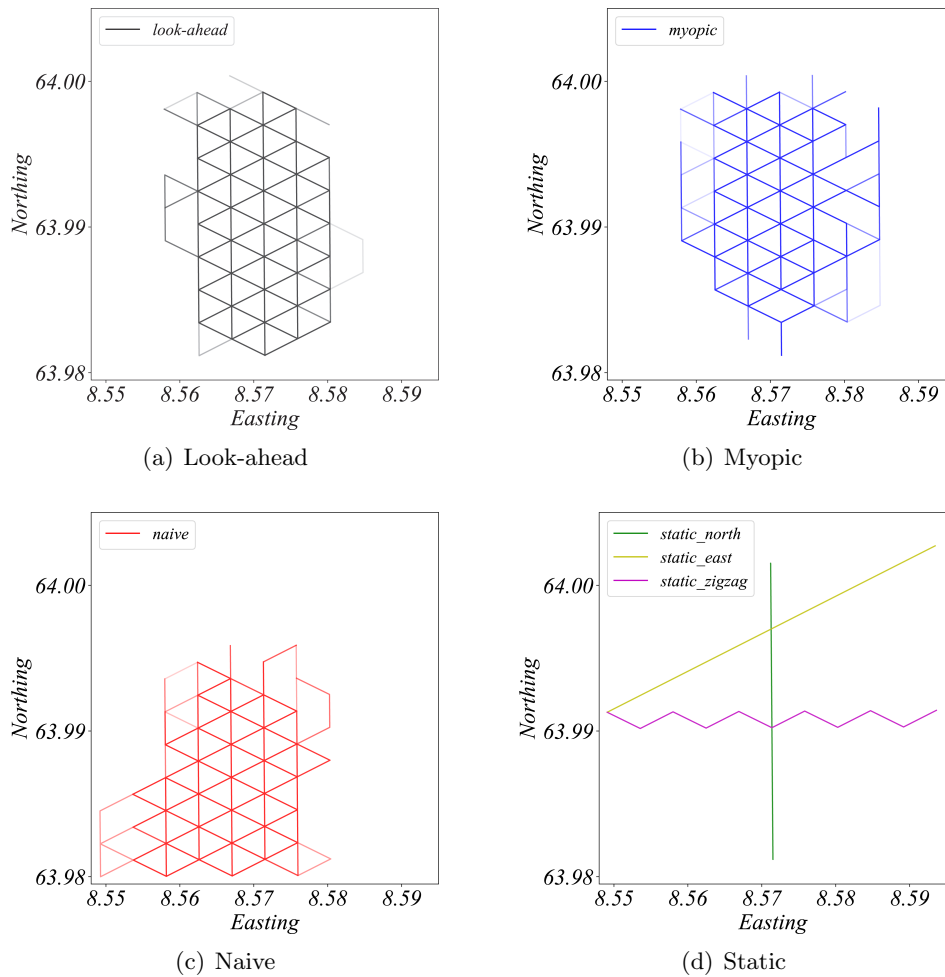 look-ahead
64.00
63.99
63.98
Northing
8.55 8.56 8.57 8.58 8.59
Easting
(a) Look-ahead
myopic
64.00
63.99
63.98
Northing
8.55 8.56 8.57 8.58 8.59
Easting
(b) Myopic
naive
64.00
63.99
63.98
Northing
8.55 8.56 8.57 8.58 8.59
Easting
(c) Naive
static_north
static_east
static_zigzag
64.00
63.99
63.98
Northing
8.55 8.56 8.57 8.58 8.59
Easting
(d) Static